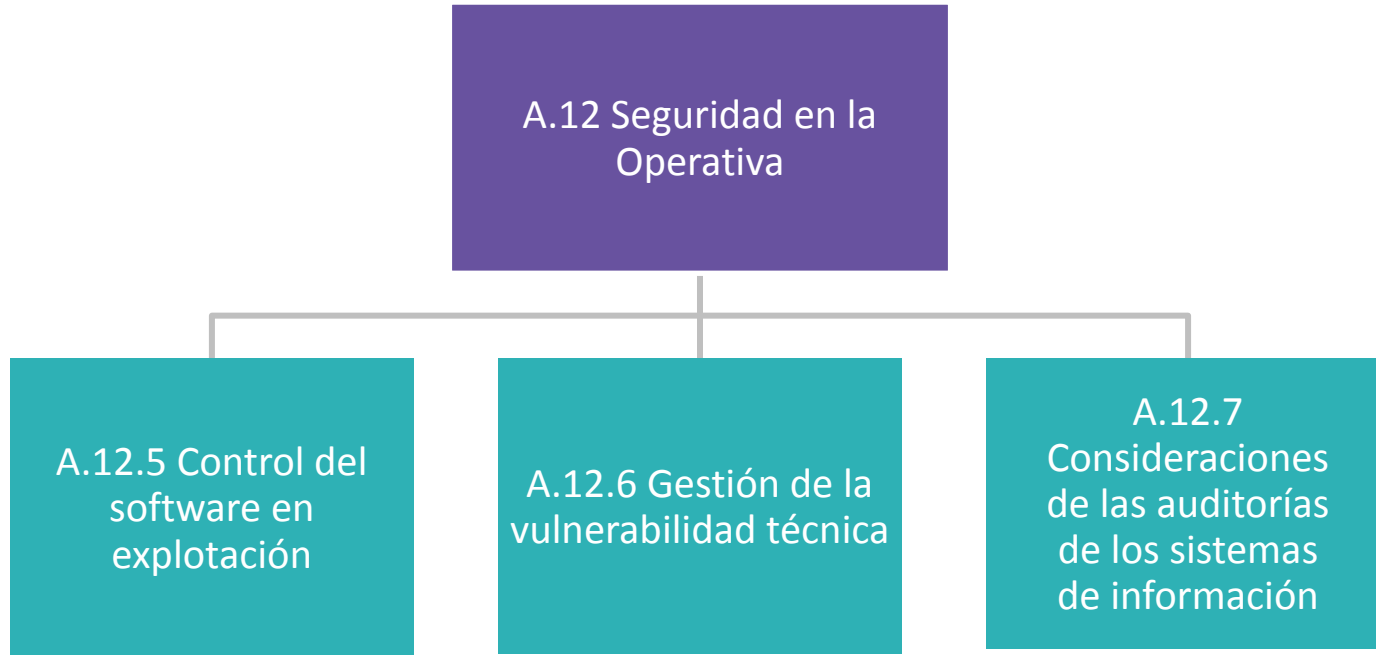 A.12 Seguridad en la
Operativa
A.12.5 Control del
software en
explotación
A.12.6 Gestión de la
vulnerabilidad técnica
A.12.7
Consideraciones
de las auditorías
de los sistemas
de información